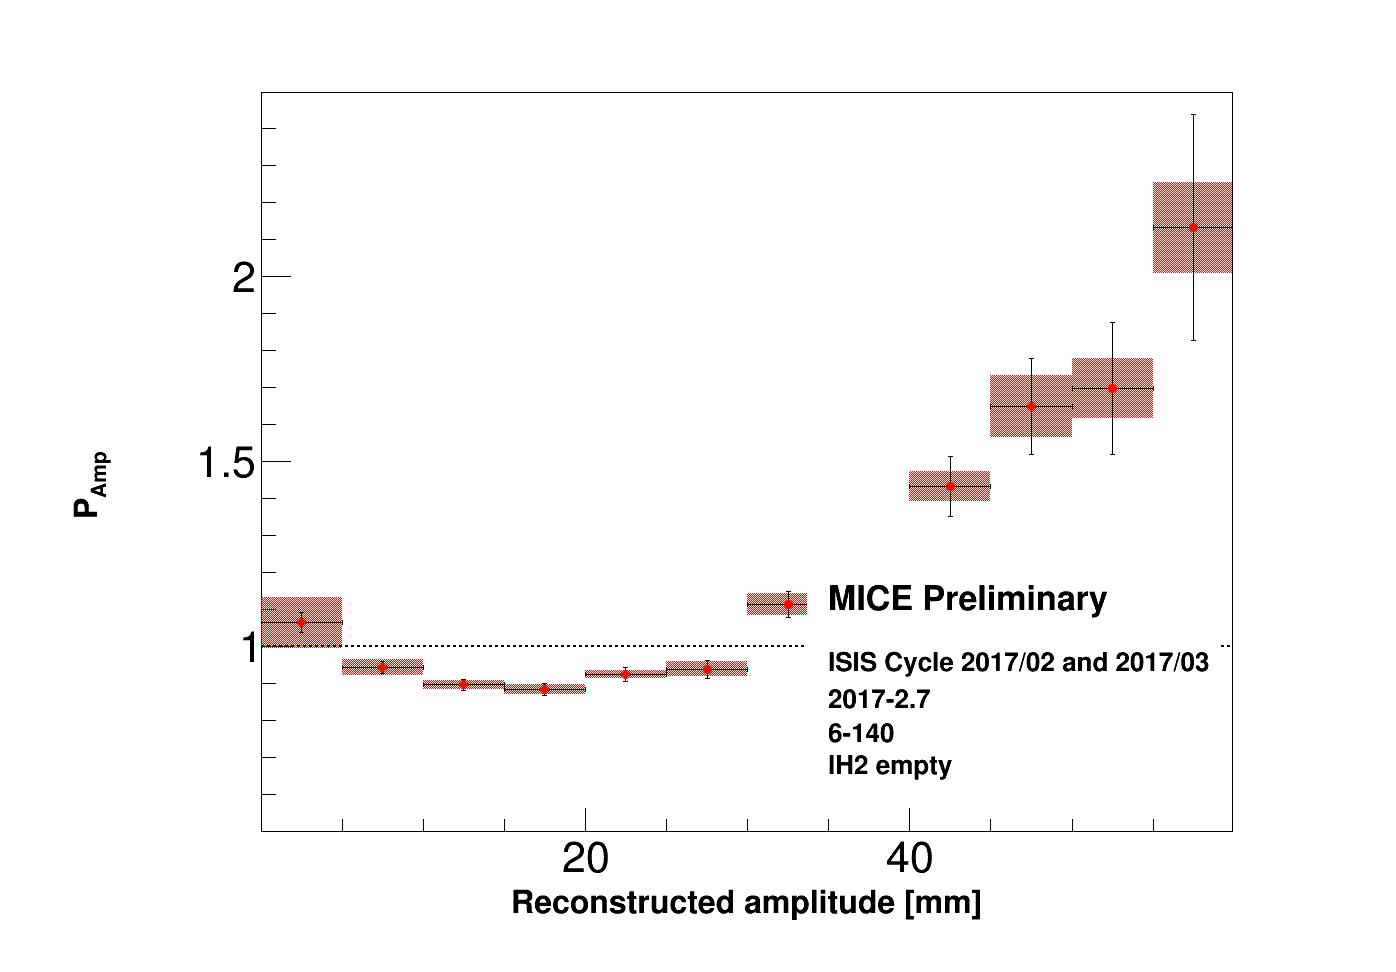 2
1.5
1
P_Amp
MICE Preliminary
ISIS Cycle 2017/02 and 2017/03
2017-2.7
6-140
IH2 empty
20 40
Reconstructed amplitude [mm]